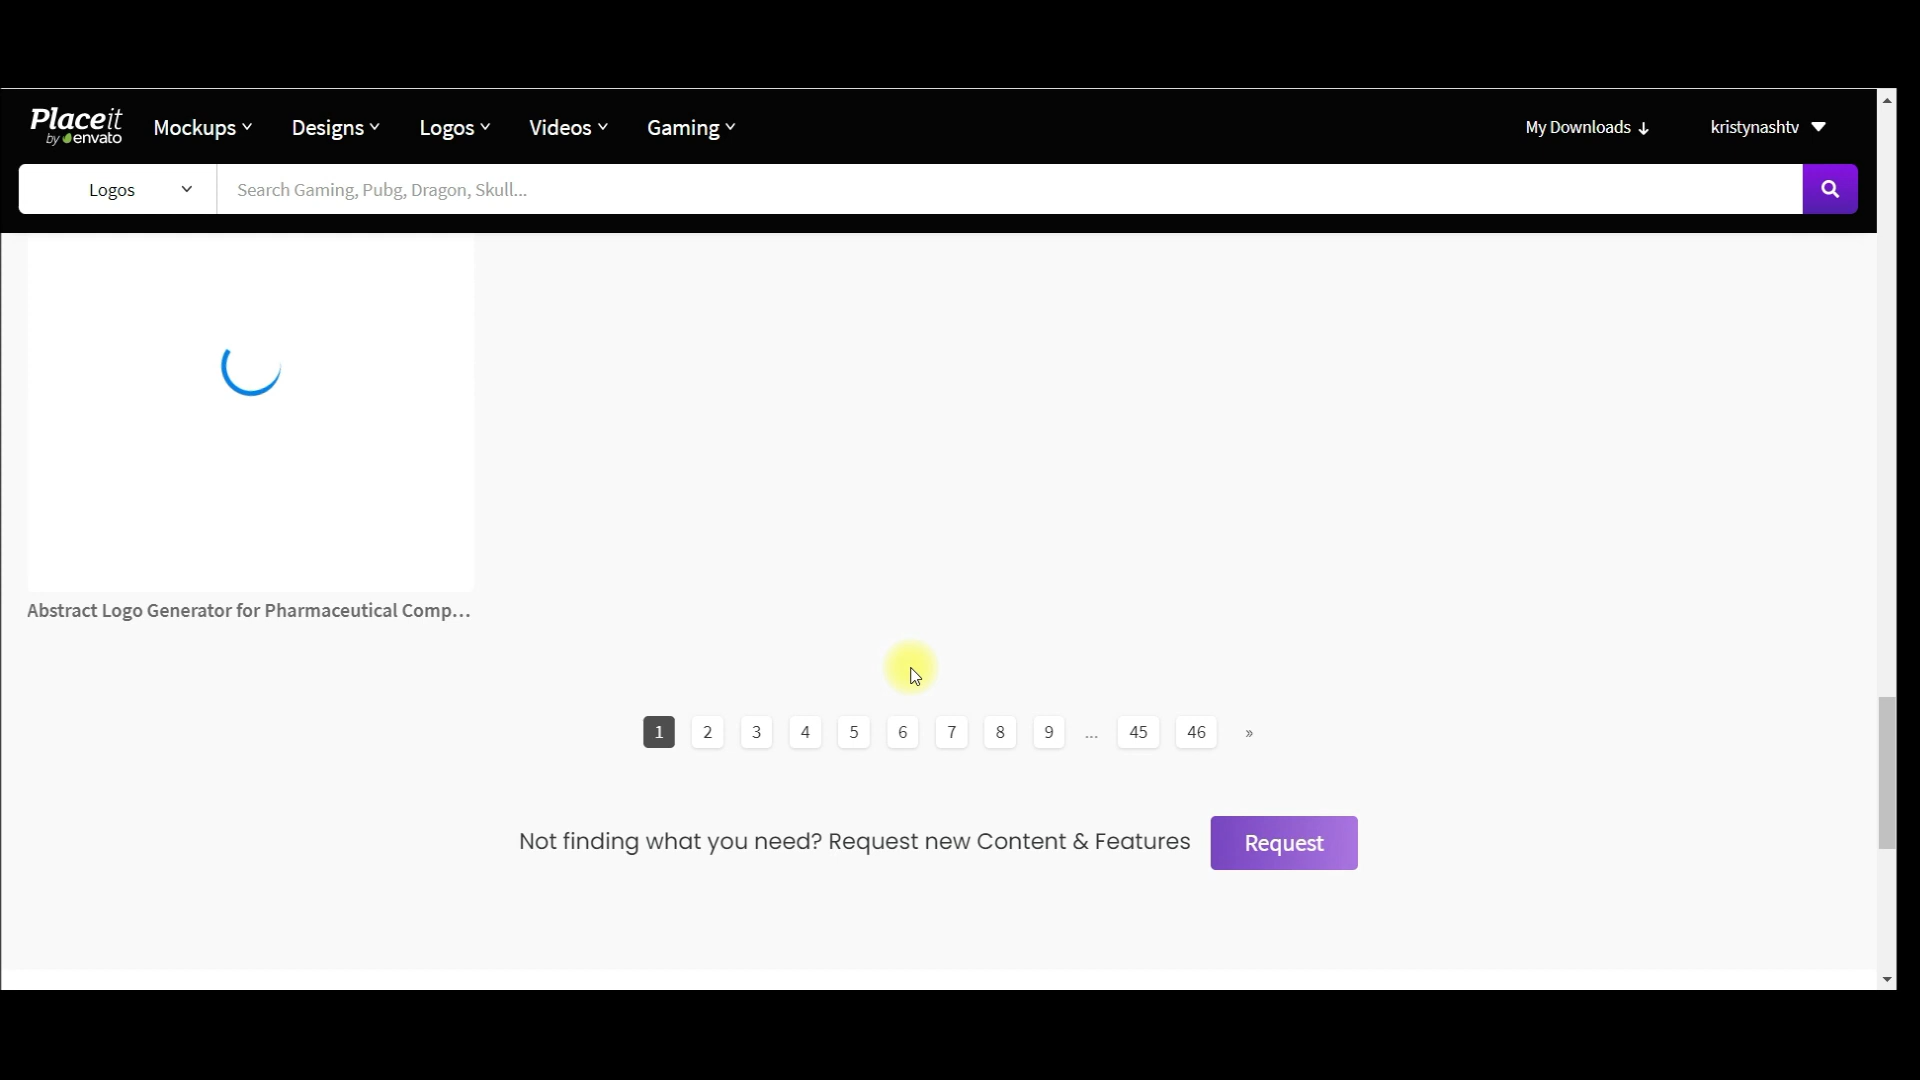 Placeit
by envato
Mockups Designs Logos Videos Gaming My Downloads kristynashtv
Logos Search Gaming, Pubg, Dragon, Skull...
Abstract Logo Generator for Pharmaceutical Comp...
1 2 3 4 5 6 7 8 9 ... 45 46 »
Not finding what you need? Request new Content & Features Request